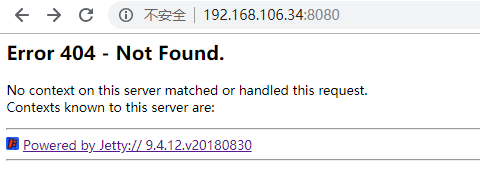 不安全 | 192.168.106.34:8080
Error 404 - Not Found.
No context on this server matched or handled this request.
Contexts known to this server are:
Powered by Jetty:// 9.4.12.v20180830